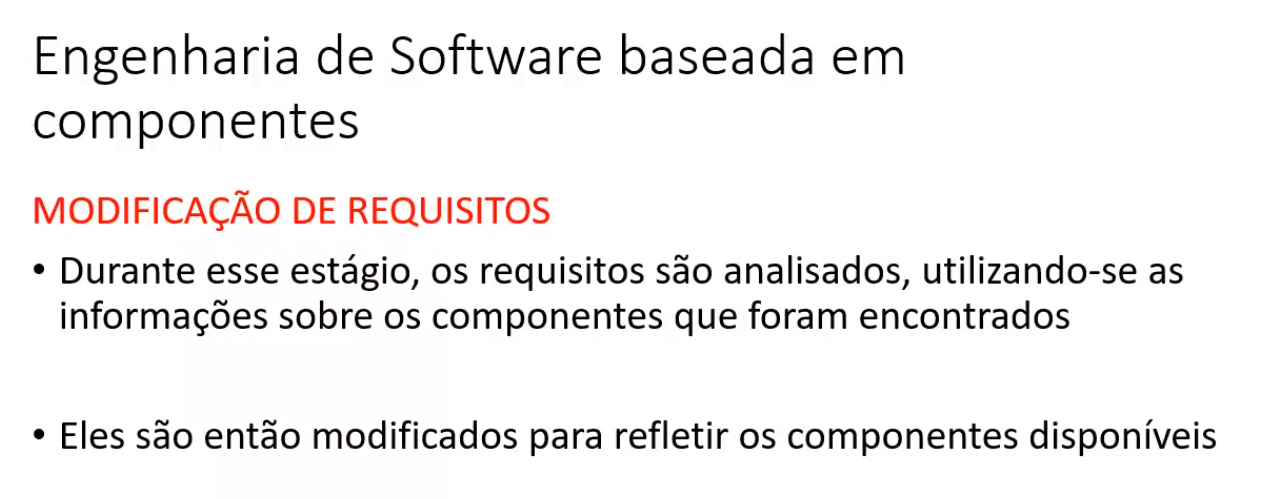 Engenharia de Software baseada em
componentes
MODIFICAÇÃO DE REQUISITOS
• Durante esse estágio, os requisitos são analisados, utilizando-se as
informações sobre os componentes que foram encontrados
• Eles são então modificados para refletir os componentes disponíveis